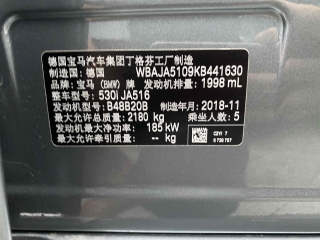 德国宝马汽车集团丁格芬工厂制造
制造国：德国 WBAJA5109KB441630
品牌：宝马 (BMW) 牌 发动机排量：1998 mL
整车型号：530i JA516
发动机型号：B48B20B 制造年月：2018-11
最大允许总质量：2180 kg 乘坐人数：5
发动机最大净功率：185 kW
最大允许牵引质量：-- kg